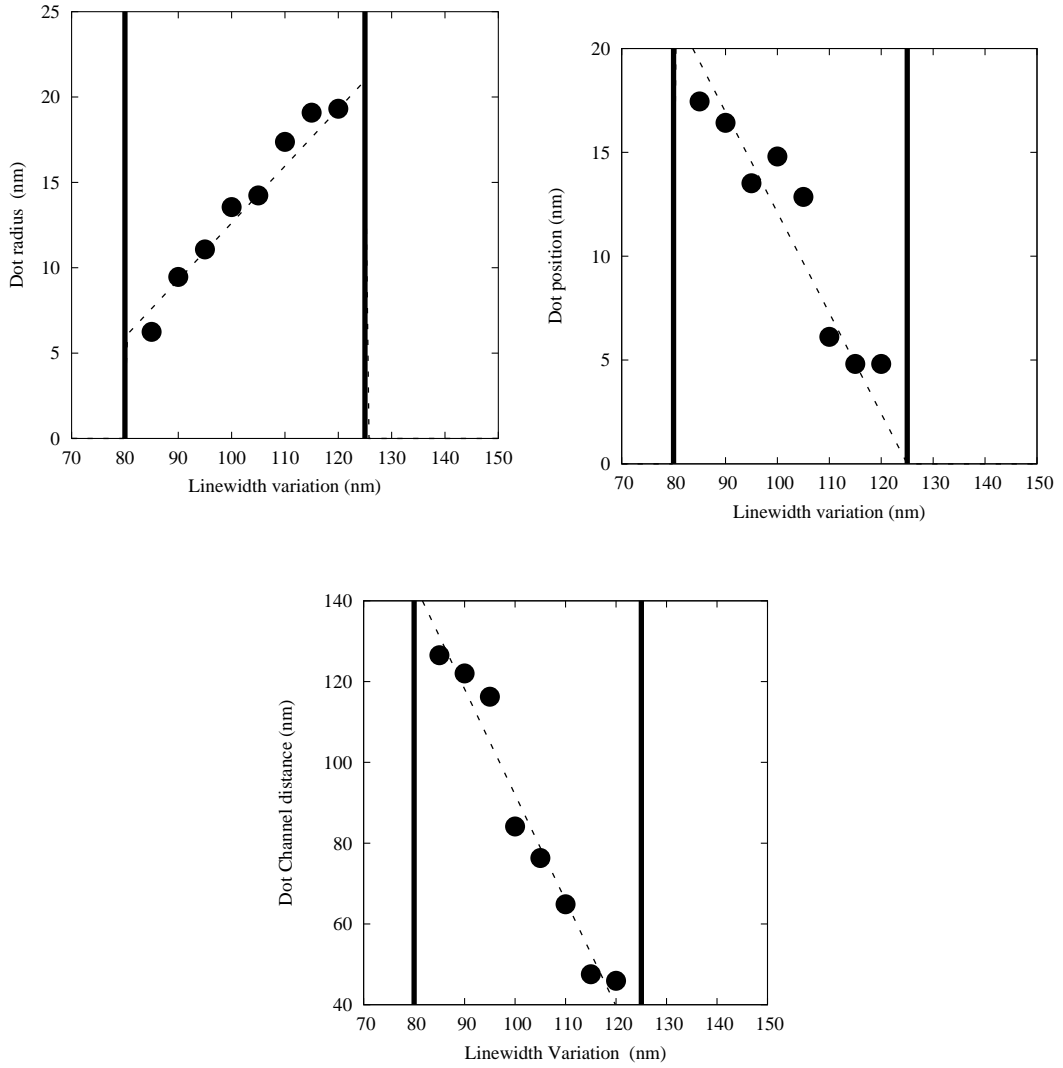 25
20
15
10
5
0
70 80 90 100 110 120 130 140 150
Dot radius (nm)
Linewidth variation (nm)
20
15
10
5
0
70 80 90 100 110 120 130 140 150
Dot position (nm)
Linewidth variation (nm)
140
120
100
80
60
40
70 80 90 100 110 120 130 140 150
Dot Channel distance (nm)
Linewidth Variation (nm)